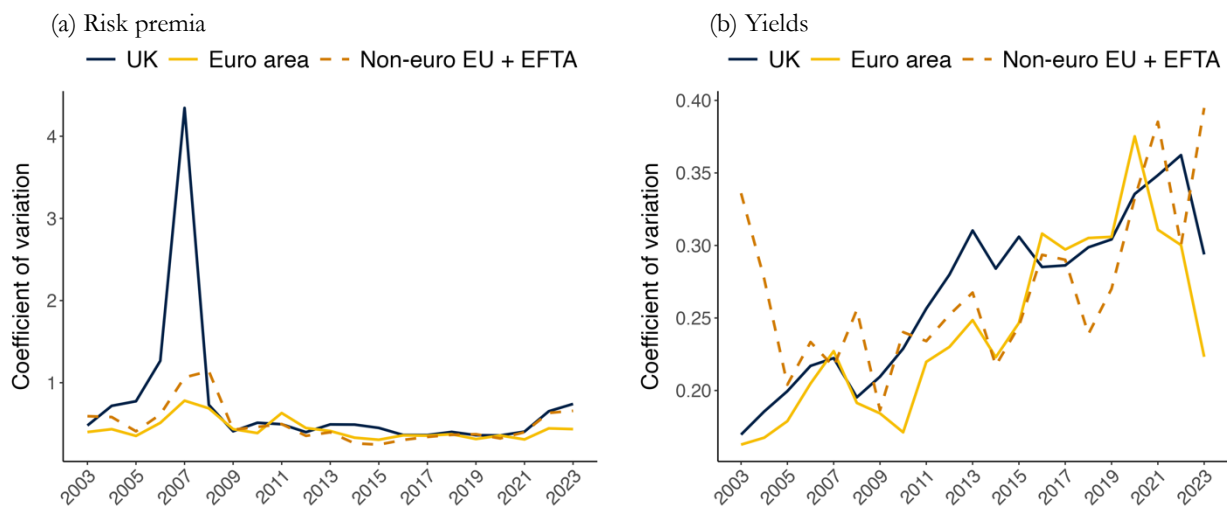 (a) Risk premia
UK Euro area Non-euro EU + EFTA
Coefficient of variation
4
3
2
1
2003 2005 2007 2009 2011 2013 2015 2017 2019 2021 2023
(b) Yields
UK Euro area Non-euro EU + EFTA
Coefficient of variation
0.40
0.35
0.30
0.25
0.20
2003 2005 2007 2009 2011 2013 2015 2017 2019 2021 2023